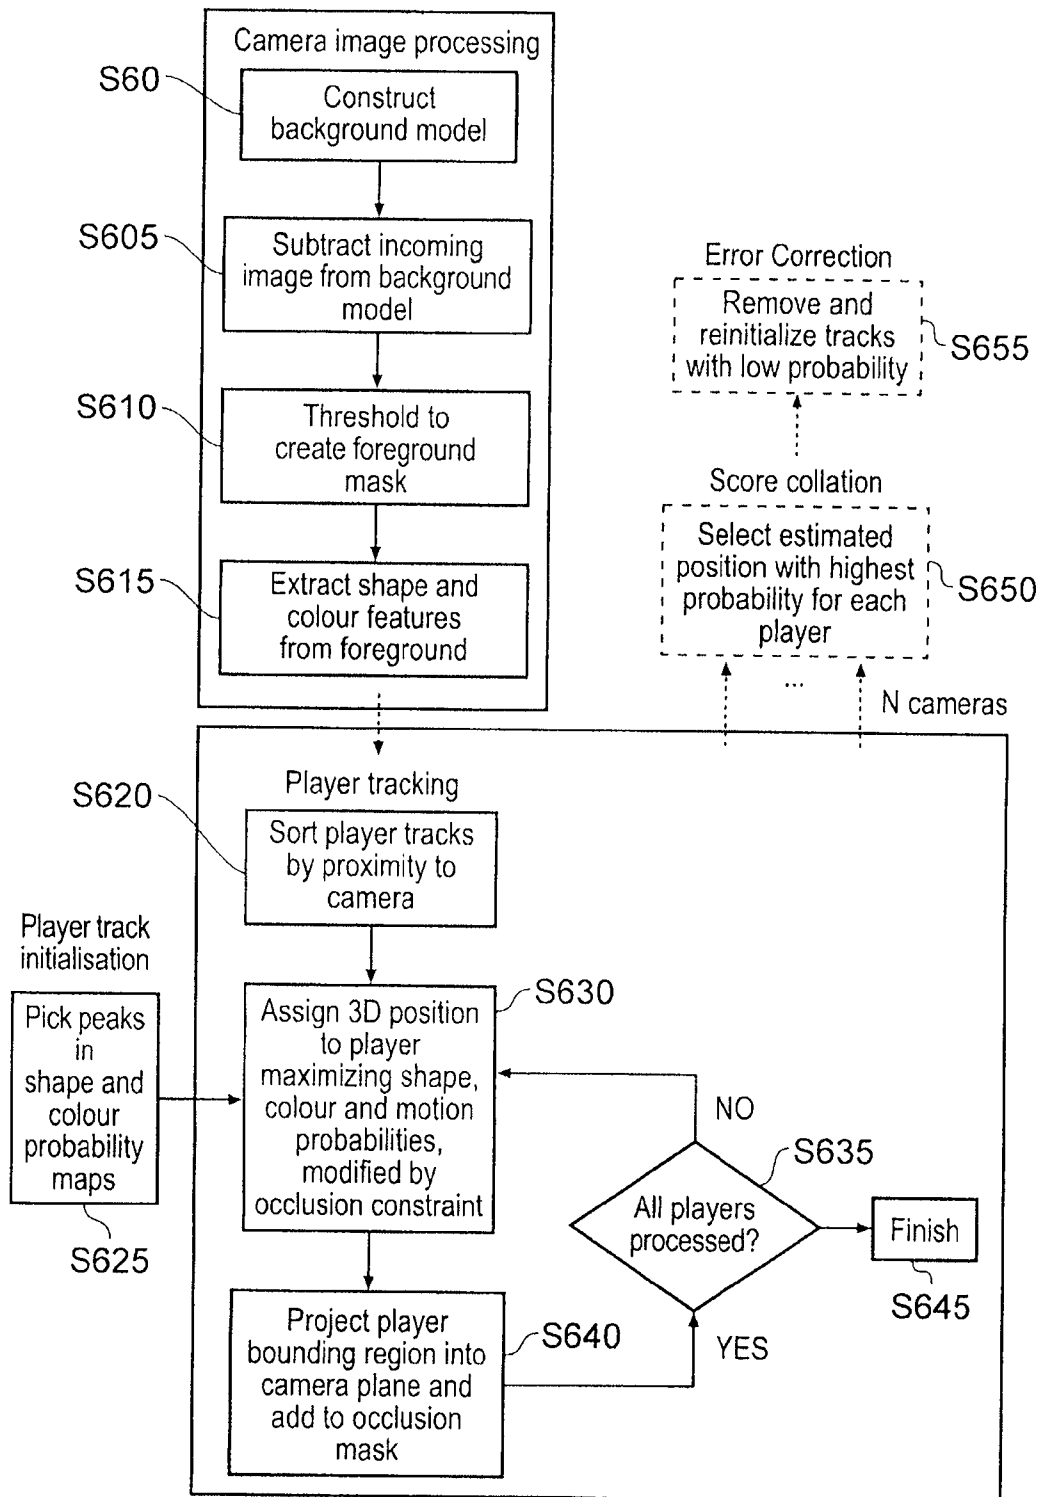 Camera image processing
S60
Construct
background model
S605
Subtract incoming
image from background
model
S610
Threshold to
create foreground
mask
S615
Extract shape and
colour features
from foreground
Error Correction
Remove and
reinitialize tracks
with low probability
S655
Score collation
Select estimated
position with highest
probability for each
player
S650
...
N cameras
Player tracking
S620
Sort player tracks
by proximity to
camera
Player track
initialisation
Pick peaks
in
shape and
colour
probability
maps
S625
S630
Assign 3D position
to player
maximizing shape,
colour and motion
probabilities,
modified by
occlusion constraint
NO
S635
All players
processed?
Finish
S645
YES
Project player
bounding region into
camera plane and
add to occlusion
mask
S640